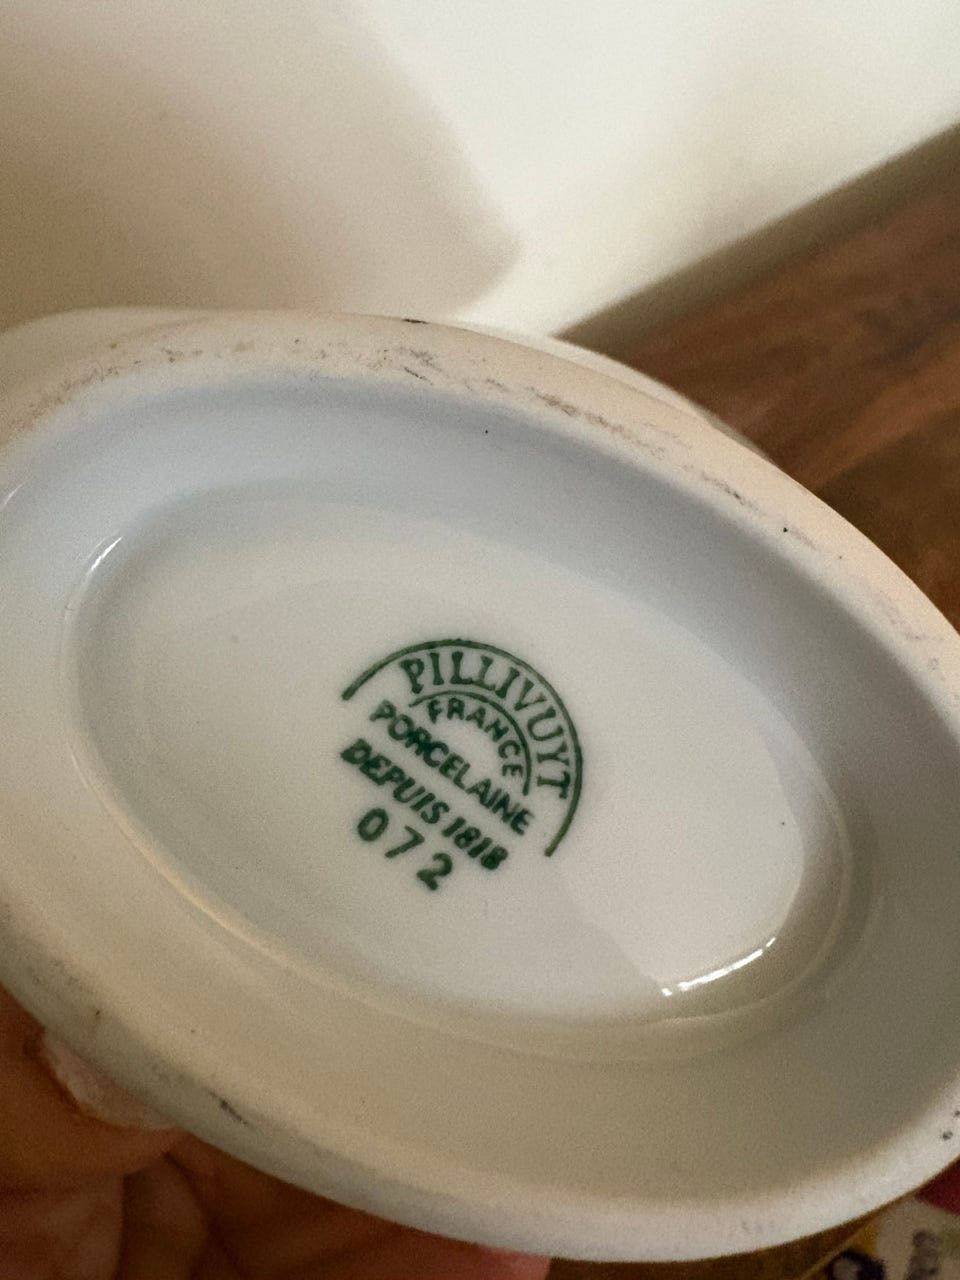 PILLIVUYT
FRANCE
PORCELAINE
DEPUIS 1818
072